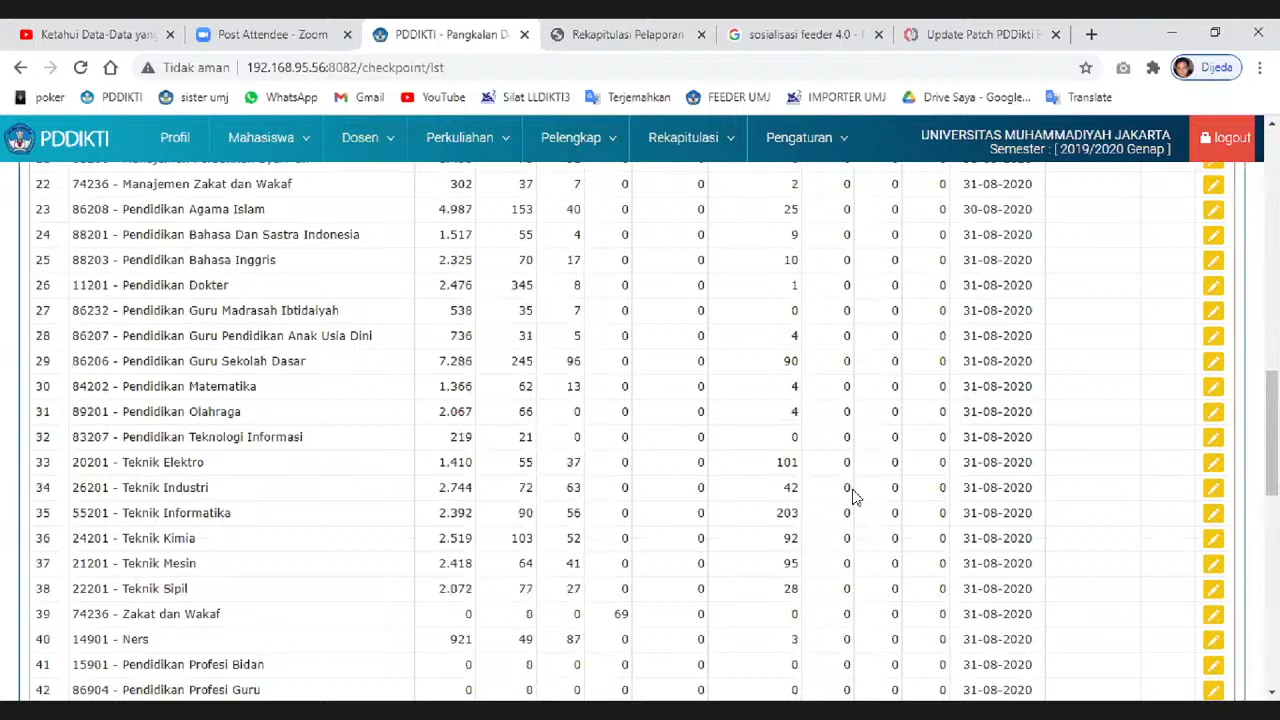 Ketahui Data-Data yang
Post Attendee - Zoom
PDDIKTI - Pangkalan D
Rekapitulasi Pelaporan
sosialisasi feeder 4.0 -
Update Patch PDDikti F
Tidak aman
192.168.95.56:8082/checkpoint/lst
Dijeda
poker
PDDIKTI
sister umj
WhatsApp
Gmail
YouTube
Silat LLDIKTI3
Terjemahkan
FEEDER UMJ
IMPORTER UMJ
Drive Saya - Google...
Translate
PDDIKTI
Profil
Mahasiswa
Dosen
Perkuliahan
Pelengkap
Rekapitulasi
Pengaturan
UNIVERSITAS MUHAMMADIYAH JAKARTA
Semester : [ 2019/2020 Genap ]
logout
22 74236 - Manajemen Zakat dan Wakaf 302 37 7 0 0 2 0 0 0 31-08-2020
23 86208 - Pendidikan Agama Islam 4.987 153 40 0 0 25 0 0 0 30-08-2020
24 88201 - Pendidikan Bahasa Dan Sastra Indonesia 1.517 55 4 0 0 9 0 0 0 31-08-2020
25 88203 - Pendidikan Bahasa Inggris 2.325 70 17 0 0 10 0 0 0 31-08-2020
26 11201 - Pendidikan Dokter 2.476 345 8 0 0 1 0 0 0 31-08-2020
27 86232 - Pendidikan Guru Madrasah Ibtidaiyah 538 35 7 0 0 0 0 0 0 31-08-2020
28 86207 - Pendidikan Guru Pendidikan Anak Usia Dini 736 31 5 0 0 4 0 0 0 31-08-2020
29 86206 - Pendidikan Guru Sekolah Dasar 7.286 245 96 0 0 90 0 0 0 31-08-2020
30 84202 - Pendidikan Matematika 1.366 62 13 0 0 4 0 0 0 31-08-2020
31 89201 - Pendidikan Olahraga 2.067 66 0 0 0 4 0 0 0 31-08-2020
32 83207 - Pendidikan Teknologi Informasi 219 21 0 0 0 0 0 0 0 31-08-2020
33 20201 - Teknik Elektro 1.410 55 37 0 0 101 0 0 0 31-08-2020
34 26201 - Teknik Industri 2.744 72 63 0 0 42 0 0 0 31-08-2020
35 55201 - Teknik Informatika 2.392 90 56 0 0 203 0 0 0 31-08-2020
36 24201 - Teknik Kimia 2.519 103 52 0 0 92 0 0 0 31-08-2020
37 21201 - Teknik Mesin 2.418 64 41 0 0 95 0 0 0 31-08-2020
38 22201 - Teknik Sipil 2.072 77 27 0 0 28 0 0 0 31-08-2020
39 74236 - Zakat dan Wakaf 0 0 0 69 0 0 0 0 0 31-08-2020
40 14901 - Ners 921 49 87 0 0 3 0 0 0 31-08-2020
41 15901 - Pendidikan Profesi Bidan 0 0 0 0 0 0 0 0 0 31-08-2020
42 86904 - Pendidikan Profesi Guru 0 0 0 0 0 0 0 0 0 31-08-2020